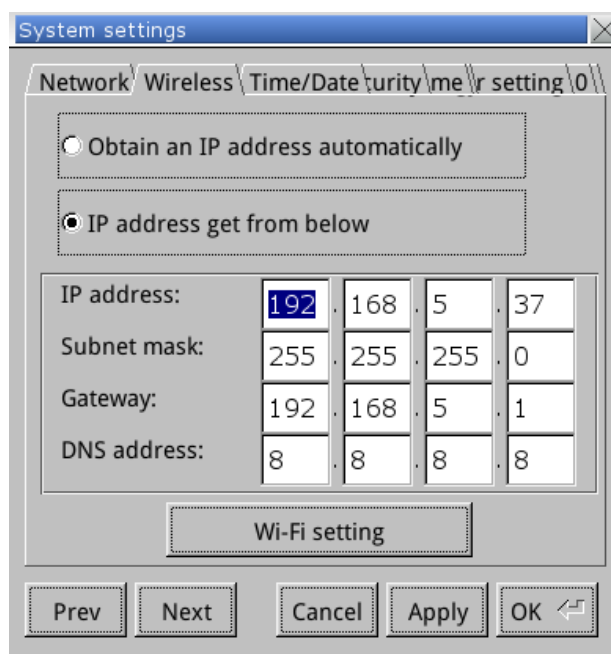 System settings
Network Wireless Time/Date curity me r setting 0
Obtain an IP address automatically
IP address get from below
IP address: 192 . 168 . 5 . 37
Subnet mask: 255 . 255 . 255 . 0
Gateway: 192 . 168 . 5 . 1
DNS address: 8 . 8 . 8 . 8
Wi-Fi setting
Prev Next Cancel Apply OK